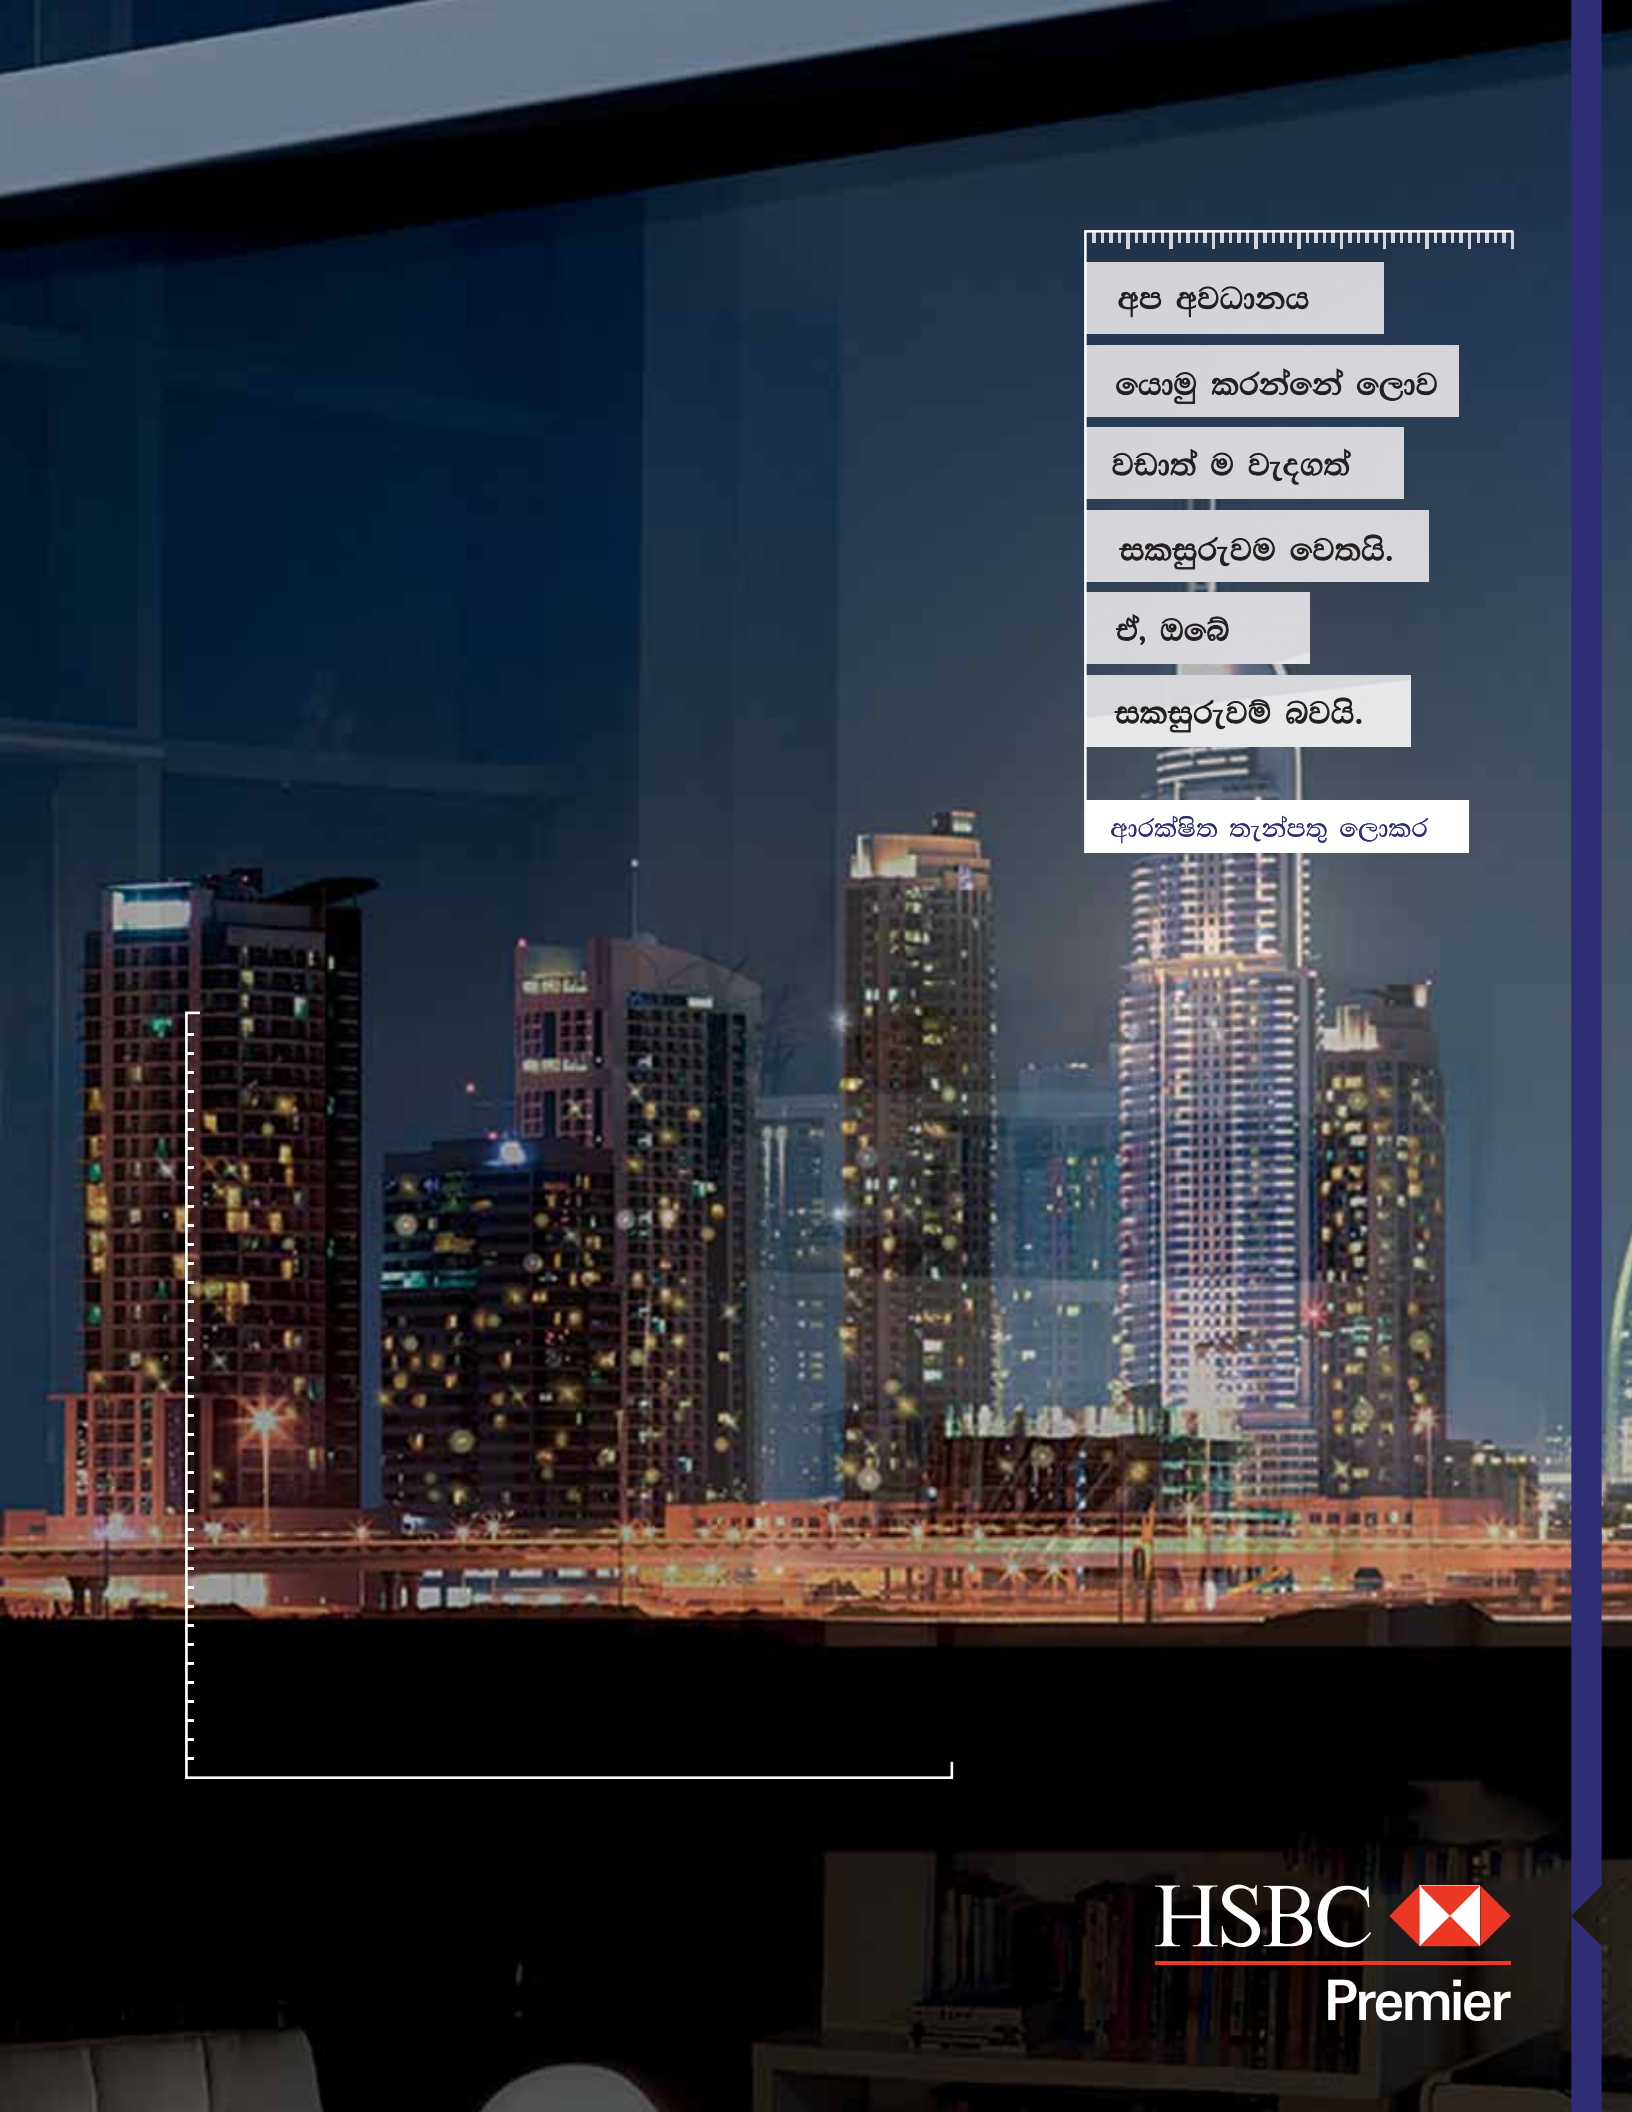 අප අවධානය
යොමු කරන්නේ ලොව
වඩාත් ම වැදගත්
සකසුරුවම වෙතයි.
ඒ, ඔබේ
සකසුරුවම් බවයි.
ආරක්ෂිත තැන්පතු ලොකර
HSBC
Premier